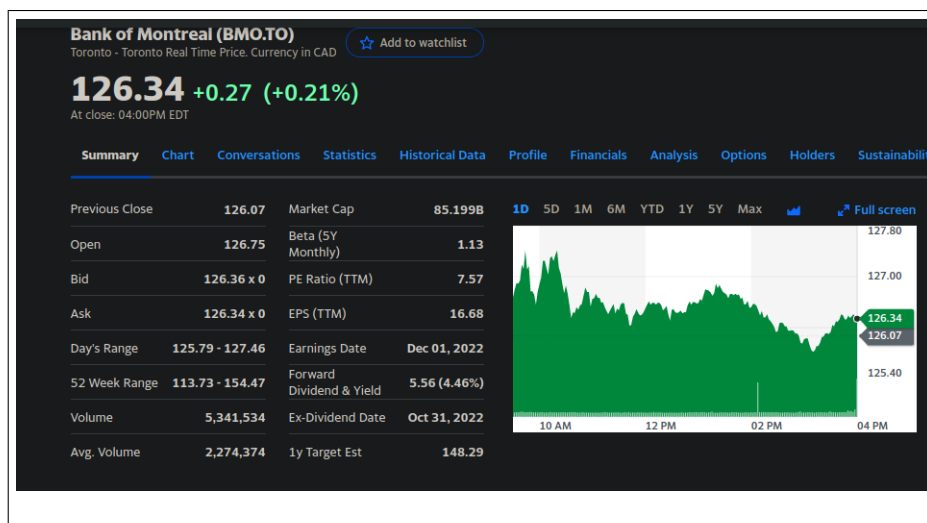 Bank of Montreal (BMO.TO)
Add to watchlist
Toronto - Toronto Real Time Price. Currency in CAD
126.34 +0.27 (+0.21%)
At close: 04:00PM EDT
Summary Chart Conversations Statistics Historical Data Profile Financials Analysis Options Holders Sustainabili
Previous Close 126.07
Open 126.75
Bid 126.36 x 0
Ask 126.34 x 0
Day's Range 125.79 - 127.46
52 Week Range 113.73 - 154.47
Volume 5,341,534
Avg. Volume 2,274,374
Market Cap 85.199B
Beta (5Y
Monthly) 1.13
PE Ratio (TTM) 7.57
EPS (TTM) 16.68
Earnings Date Dec 01, 2022
Forward
Dividend & Yield 5.56 (4.46%)
Ex-Dividend Date Oct 31, 2022
1y Target Est 148.29
1D 5D 1M 6M YTD 1Y 5Y Max Full screen
127.80
127.00
126.34
126.07
125.40
10 AM 12 PM 02 PM 04 PM